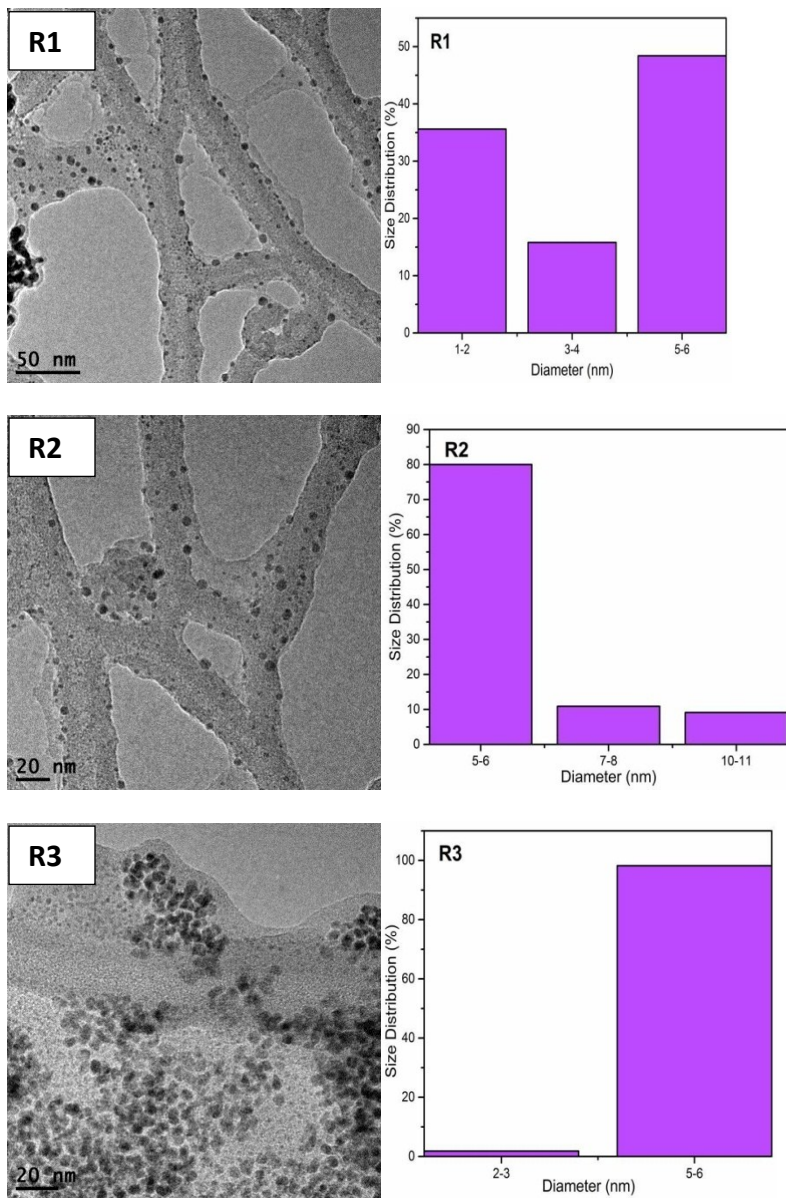 R1
50 nm
R1
Size Distribution (%)
50
40
30
20
10
0
1-2
3-4
5-6
Diameter (nm)
R2
20 nm
R2
Size Distribution (%)
90
80
70
60
50
40
30
20
10
0
5-6
7-8
10-11
Diameter (nm)
R3
20 nm
R3
Size Distribution (%)
100
80
60
40
20
0
2-3
5-6
Diameter (nm)